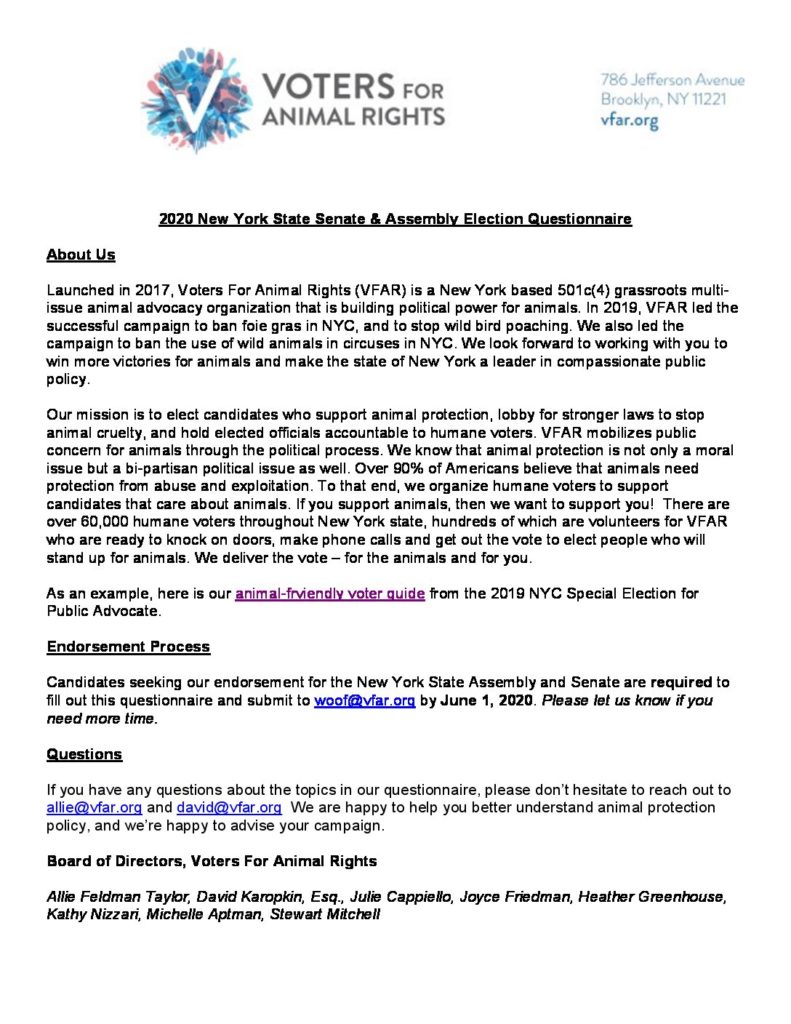 VOTERS FOR
ANIMAL RIGHTS
786 Jefferson Avenue
Brooklyn, NY 11221
vfar.org
2020 New York State Senate & Assembly Election Questionnaire
About Us
Launched in 2017, Voters For Animal Rights (VFAR) is a New York based 501c(4) grassroots multi-
issue animal advocacy organization that is building political power for animals. In 2019, VFAR led the
successful campaign to ban foie gras in NYC, and to stop wild bird poaching. We also led the
campaign to ban the use of wild animals in circuses in NYC. We look forward to working with you to
win more victories for animals and make the state of New York a leader in compassionate public
policy.
Our mission is to elect candidates who support animal protection, lobby for stronger laws to stop
animal cruelty, and hold elected officials accountable to humane voters. VFAR mobilizes public
concern for animals through the political process. We know that animal protection is not only a moral
issue but a bi-partisan political issue as well. Over 90% of Americans believe that animals need
protection from abuse and exploitation. To that end, we organize humane voters to support
candidates that care about animals. If you support animals, then we want to support you! There are
over 60,000 humane voters throughout New York state, hundreds of which are volunteers for VFAR
who are ready to knock on doors, make phone calls and get out the vote to elect people who will
stand up for animals. We deliver the vote – for the animals and for you.
As an example, here is our animal-frviendly voter guide from the 2019 NYC Special Election for
Public Advocate.
Endorsement Process
Candidates seeking our endorsement for the New York State Assembly and Senate are required to
fill out this questionnaire and submit to woof@vfar.org by June 1, 2020. Please let us know if you
need more time.
Questions
If you have any questions about the topics in our questionnaire, please don't hesitate to reach out to
allie@vfar.org and david@vfar.org We are happy to help you better understand animal protection
policy, and we're happy to advise your campaign.
Board of Directors, Voters For Animal Rights
Allie Feldman Taylor, David Karopkin, Esq., Julie Cappiello, Joyce Friedman, Heather Greenhouse,
Kathy Nizzari, Michelle Aptman, Stewart Mitchell